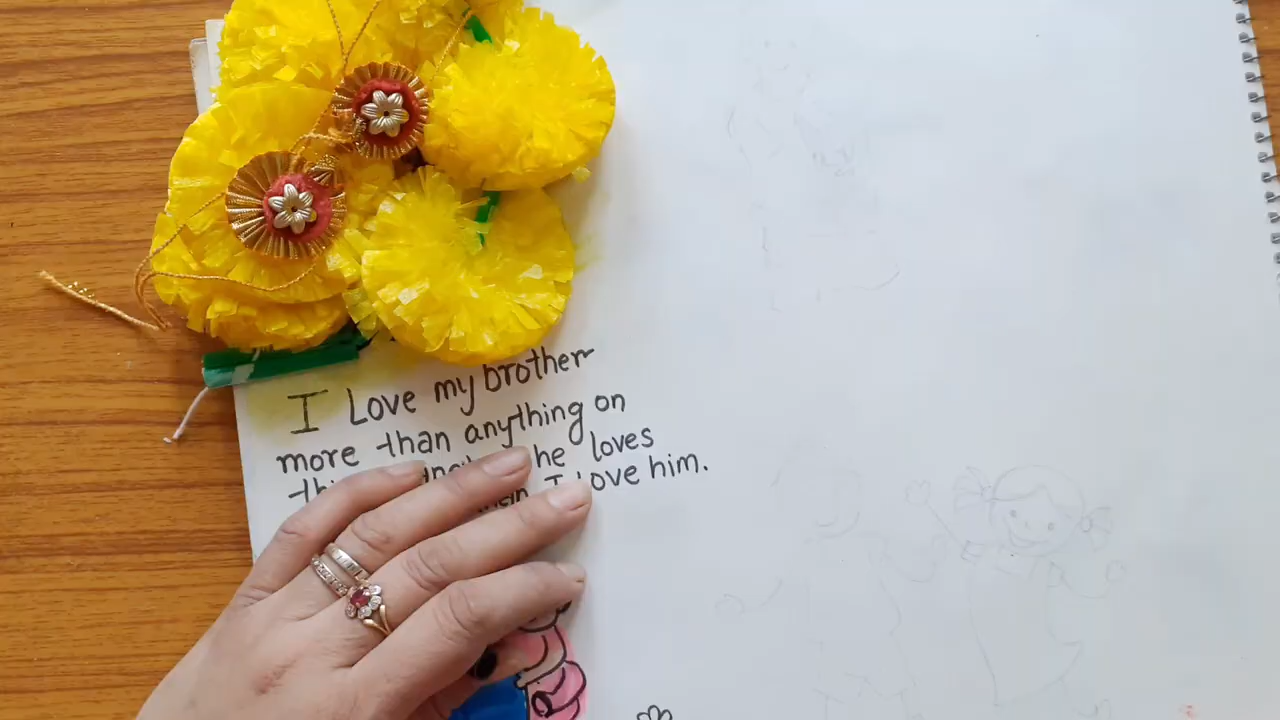 I Love my brother
more than anything on
he loves
I love him.